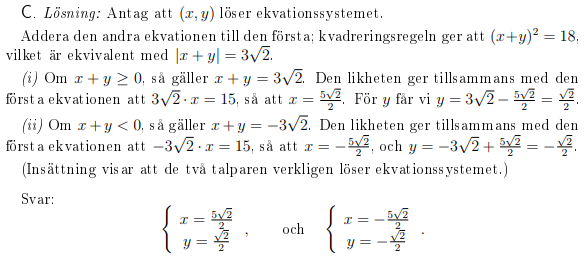 C. Lösning: Antag att (x, y) löser ekvationssystemet.
Addera den andra ekvationen till den första; kvadreringsregeln ger att (x+y)² = 18,
vilket är ekvivalent med |x + y| = 3√2.
(i) Om x + y ≥ 0, så gäller x + y = 3√2. Den likheten ger tillsammans med den
första ekvationen att 3√2 · x = 15, så att x = 5√2/2. För y får vi y = 3√2 − 5√2/2 = √2/2.
(ii) Om x + y < 0, så gäller x + y = −3√2. Den likheten ger tillsammans med den
första ekvationen att −3√2 · x = 15, så att x = −5√2/2, och y = −3√2 + 5√2/2 = −√2/2.
(Insättning visar att de två talparen verkligen löser ekvationssystemet.)
Svar:
{ x = 5√2/2 , och { x = −5√2/2 .
y = √2/2 y = −√2/2